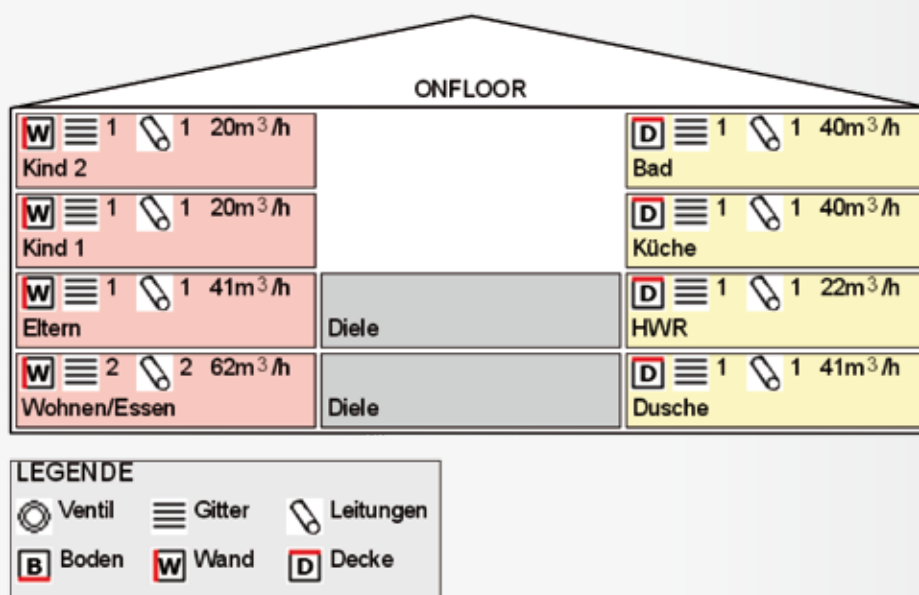 ONFLOOR
W 1 1 20m³/h
Kind 2
D 1 1 40m³/h
Bad
W 1 1 20m³/h
Kind 1
D 1 1 40m³/h
Küche
W 1 1 41m³/h
Eltern
Diele
D 1 1 22m³/h
HWR
W 2 2 62m³/h
Wohnen/Essen
Diele
D 1 1 41m³/h
Dusche
LEGENDE
Ventil Gitter Leitungen
B Boden W Wand D Decke